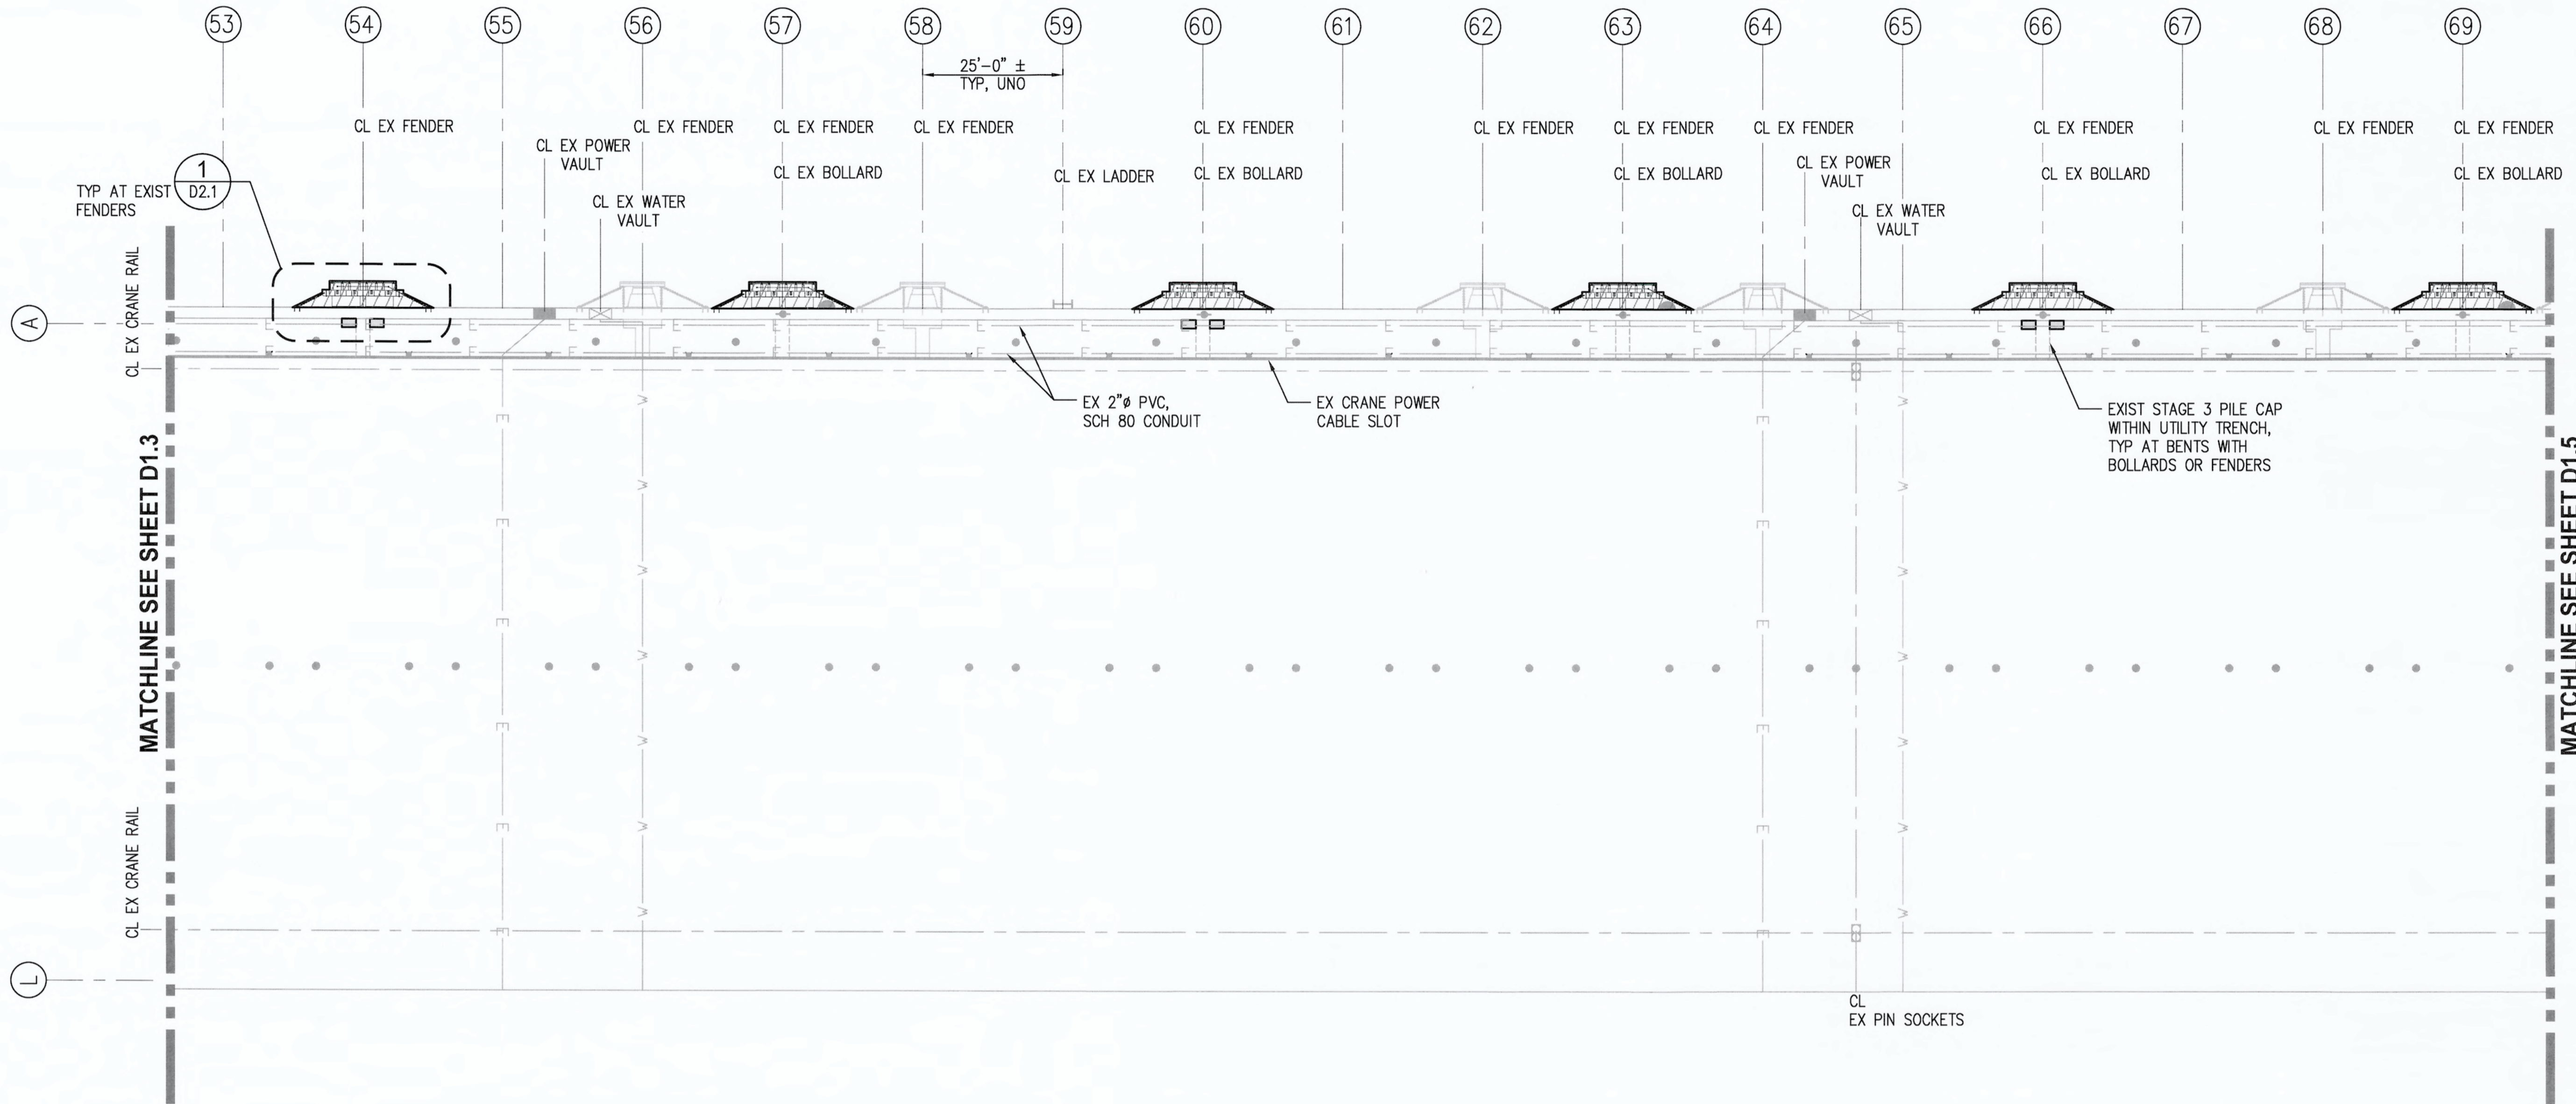 53
54
55
56
57
58
59
60
61
62
63
64
65
66
67
68
69
25'-0" ±
TYP, UNO
CL EX FENDER
CL EX FENDER
CL EX FENDER
CL EX FENDER
CL EX FENDER
CL EX FENDER
CL EX FENDER
CL EX FENDER
CL EX FENDER
CL EX FENDER
CL EX FENDER
CL EX POWER
VAULT
CL EX BOLLARD
CL EX LADDER
CL EX BOLLARD
CL EX BOLLARD
CL EX POWER
VAULT
CL EX BOLLARD
CL EX BOLLARD
1
D2.1
TYP AT EXIST
FENDERS
CL EX WATER
VAULT
CL EX WATER
VAULT
CL EX CRANE RAIL
A
EX 2"ø PVC,
SCH 80 CONDUIT
EX CRANE POWER
CABLE SLOT
EXIST STAGE 3 PILE CAP
WITHIN UTILITY TRENCH,
TYP AT BENTS WITH
BOLLARDS OR FENDERS
MATCHLINE SEE SHEET D1.3
MATCHLINE SEE SHEET D1.5
CL EX CRANE RAIL
L
CL
EX PIN SOCKETS